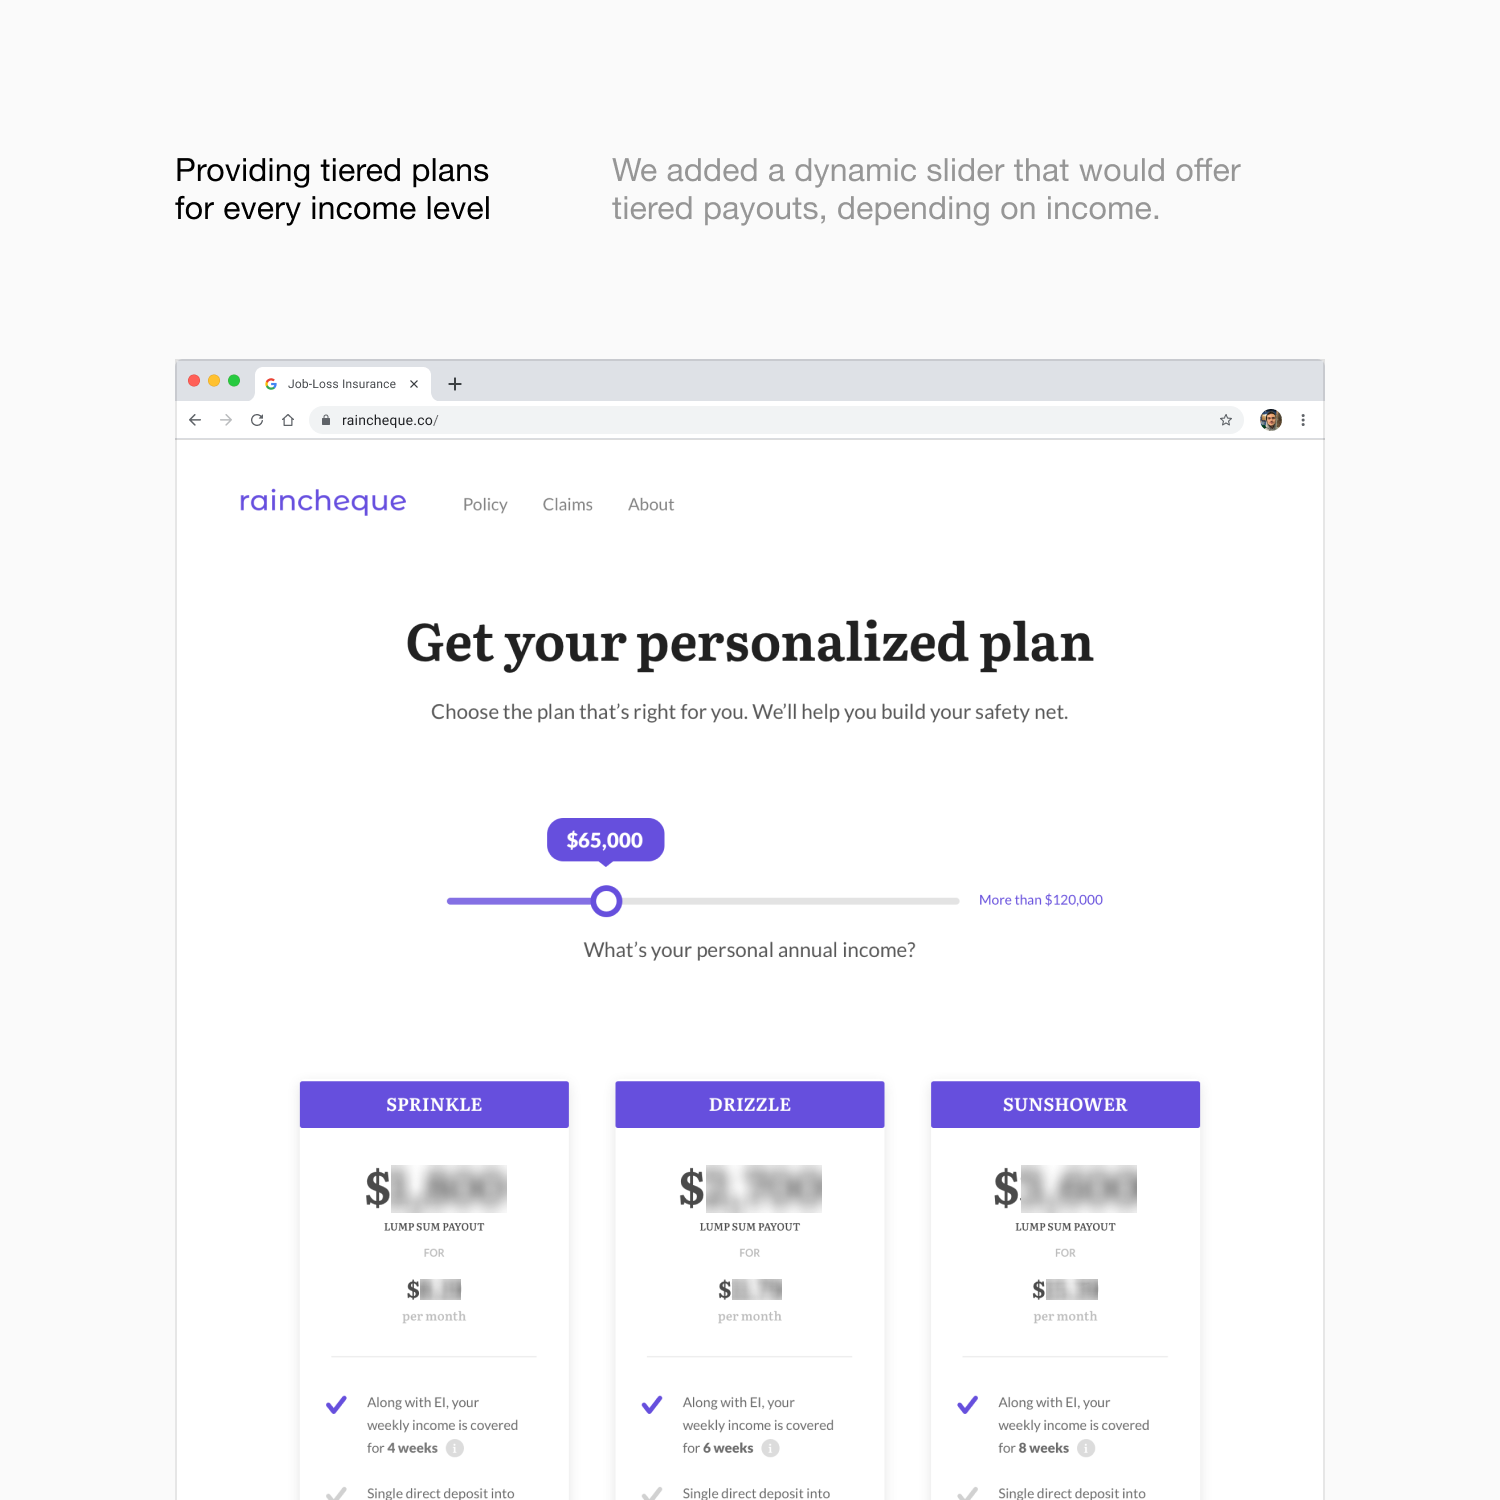 Providing tiered plans
for every income level
We added a dynamic slider that would offer
tiered payouts, depending on income.
Job-Loss Insurance
raincheque.co/
raincheque
Policy
Claims
About
Get your personalized plan
Choose the plan that's right for you. We'll help you build your safety net.
$65,000
More than $120,000
What's your personal annual income?
SPRINKLE
$
LUMP SUM PAYOUT
FOR
$
per month
Along with EI, your
weekly income is covered
for 4 weeks
Single direct deposit into
DRIZZLE
$
LUMP SUM PAYOUT
FOR
$
per month
Along with EI, your
weekly income is covered
for 6 weeks
Single direct deposit into
SUNSHOWER
$
LUMP SUM PAYOUT
FOR
$
per month
Along with EI, your
weekly income is covered
for 8 weeks
Single direct deposit into